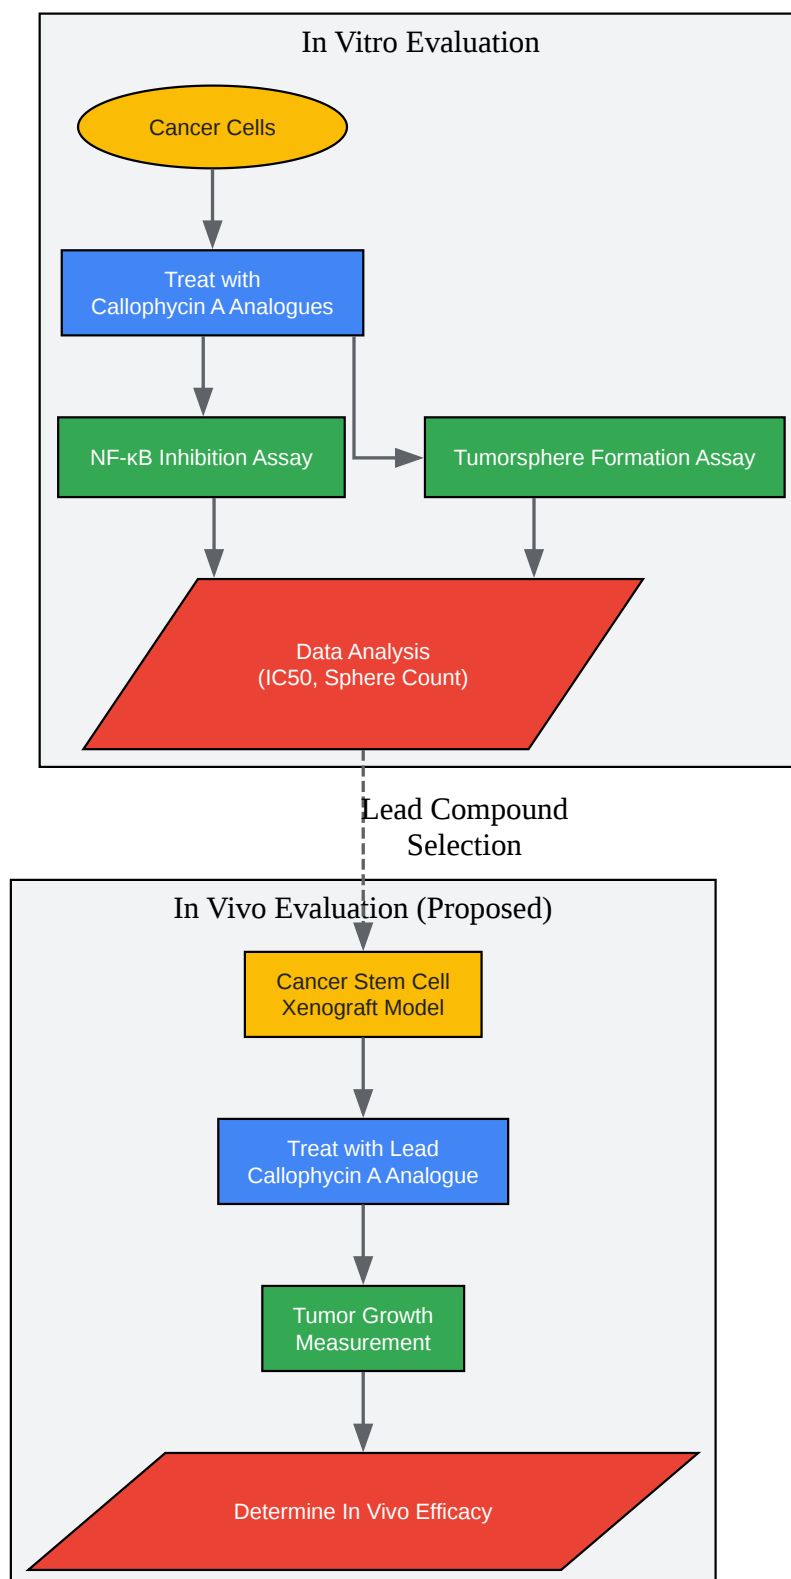 In Vitro Evaluation
Cancer Cells
Treat with
Callophycin A Analogues
NF-κB Inhibition Assay
Tumorsphere Formation Assay
Data Analysis
(IC50, Sphere Count)
Lead Compound
Selection
In Vivo Evaluation (Proposed)
Cancer Stem Cell
Xenograft Model
Treat with Lead
Callophycin A Analogue
Tumor Growth
Measurement
Determine In Vivo Efficacy